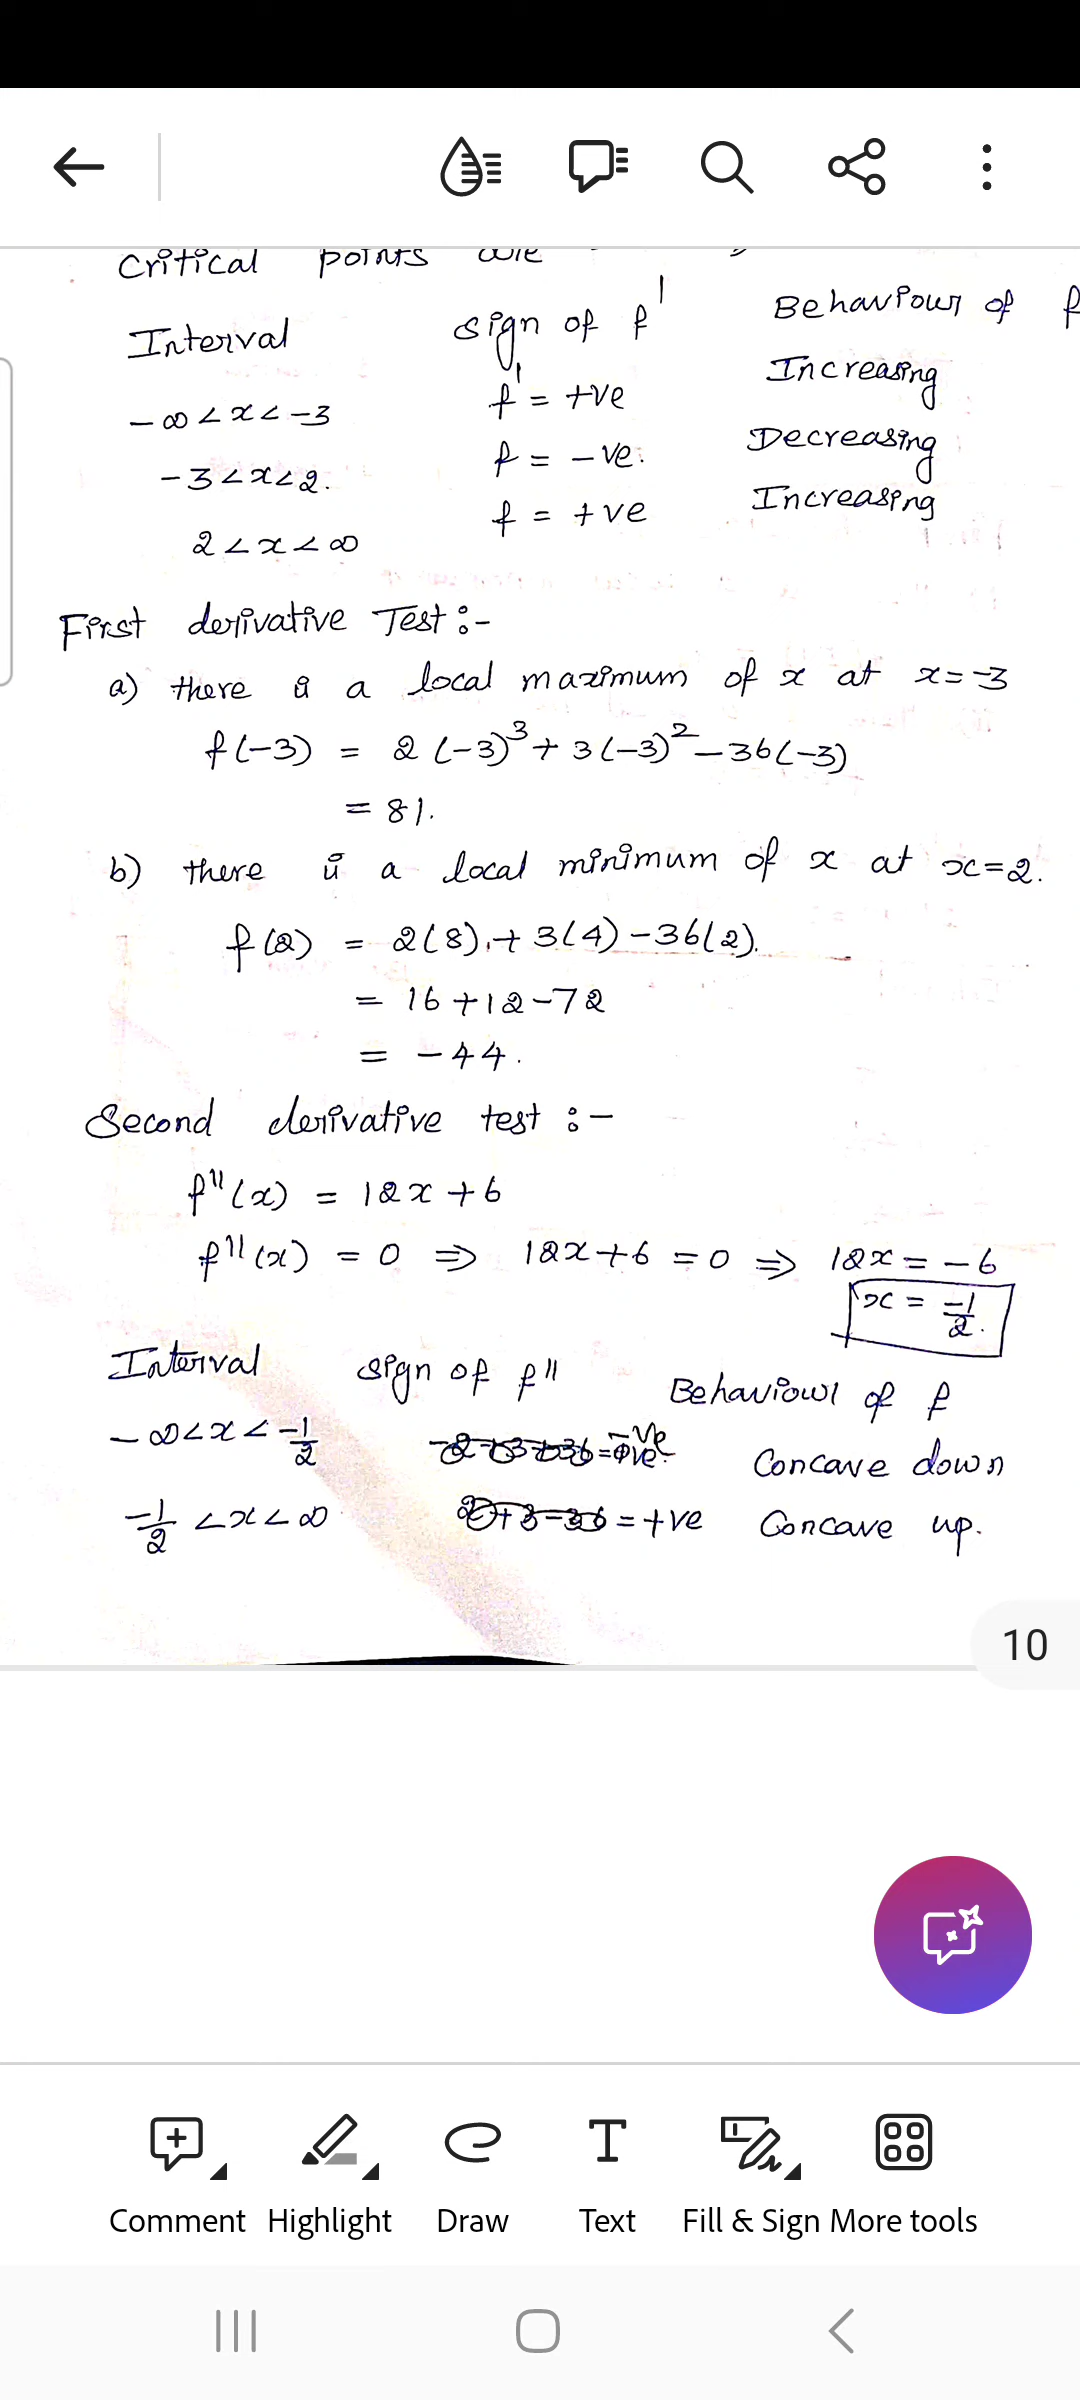 Critical points are
Interval sign of f' Behaviour of f
-∞<x<-3 f' = +ve Increasing
-3<x<2. f = -ve. Decreasing
2<x<∞ f = +ve Increasing
First derivative Test :-
a) there is a local maximum of x at x=-3
f(-3) = 2(-3)³+3(-3)²-36(-3)
= 81.
b) there is a local minimum of x at x=2.
f(2) = 2(8)+3(4)-36(2).
= 16+12-72
= -44.
Second derivative test :-
f''(x) = 12x+6
f''(x) = 0 ⇒ 12x+6 = 0 ⇒ 12x = -6
x = -1/2.
Interval sign of f'' Behaviour of f
-∞<x<-1/2 -ve Concave down
-1/2<x<∞ = +ve Concave up.
10
Comment Highlight Draw Text Fill & Sign More tools